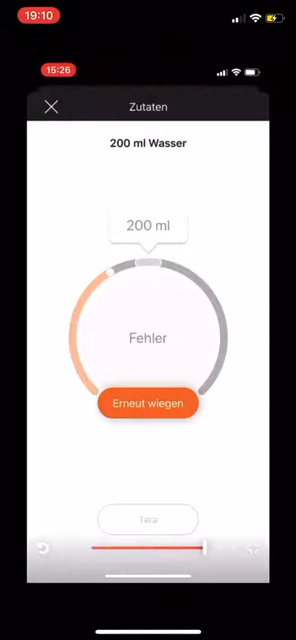 19:10
15:26
Zutaten
200 ml Wasser
200 ml
Fehler
Erneut wiegen
Tara